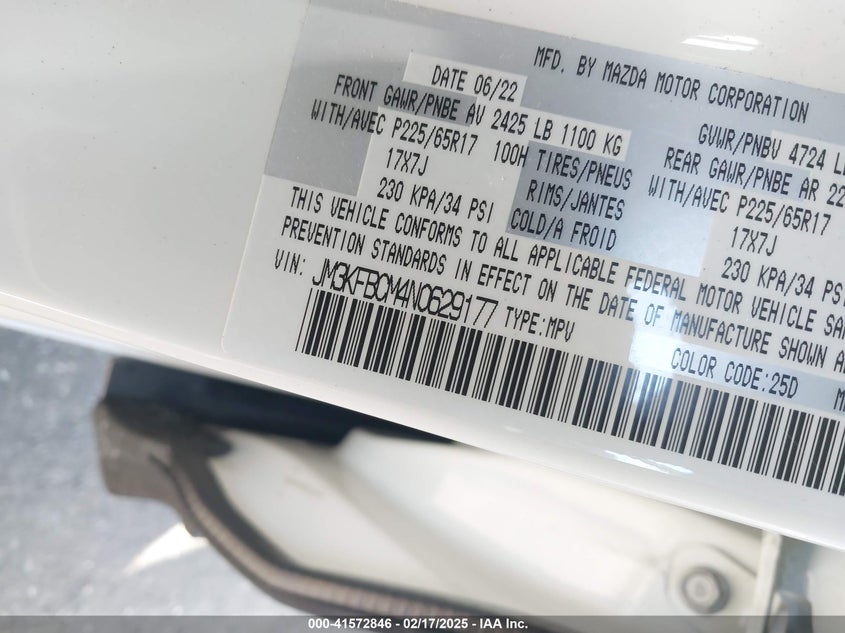 MFD. BY MAZDA MOTOR CORPORATION
DATE 06/22 GVWR/PNBV 4724 L
FRONT GAWR/PNBE AV 2425 LB 1100 KG REAR GAWR/PNBE AR 22
WITH/AVEC P225/65R17 100H TIRES/PNEUS WITH/AVEC P225/65R17
17X7J RIMS/JANTES 17X7J
230 KPA/34 PSI COLD/A FROID 230 KPA/34 PSI
THIS VEHICLE CONFORMS TO ALL APPLICABLE FEDERAL MOTOR VEHICLE SA
PREVENTION STANDARDS IN EFFECT ON THE DATE OF MANUFACTURE SHOWN A
VIN: JM3KFBCM4N0629177 TYPE:MPV
COLOR CODE:25D M
000-41572846 - 02/17/2025 - IAA Inc.